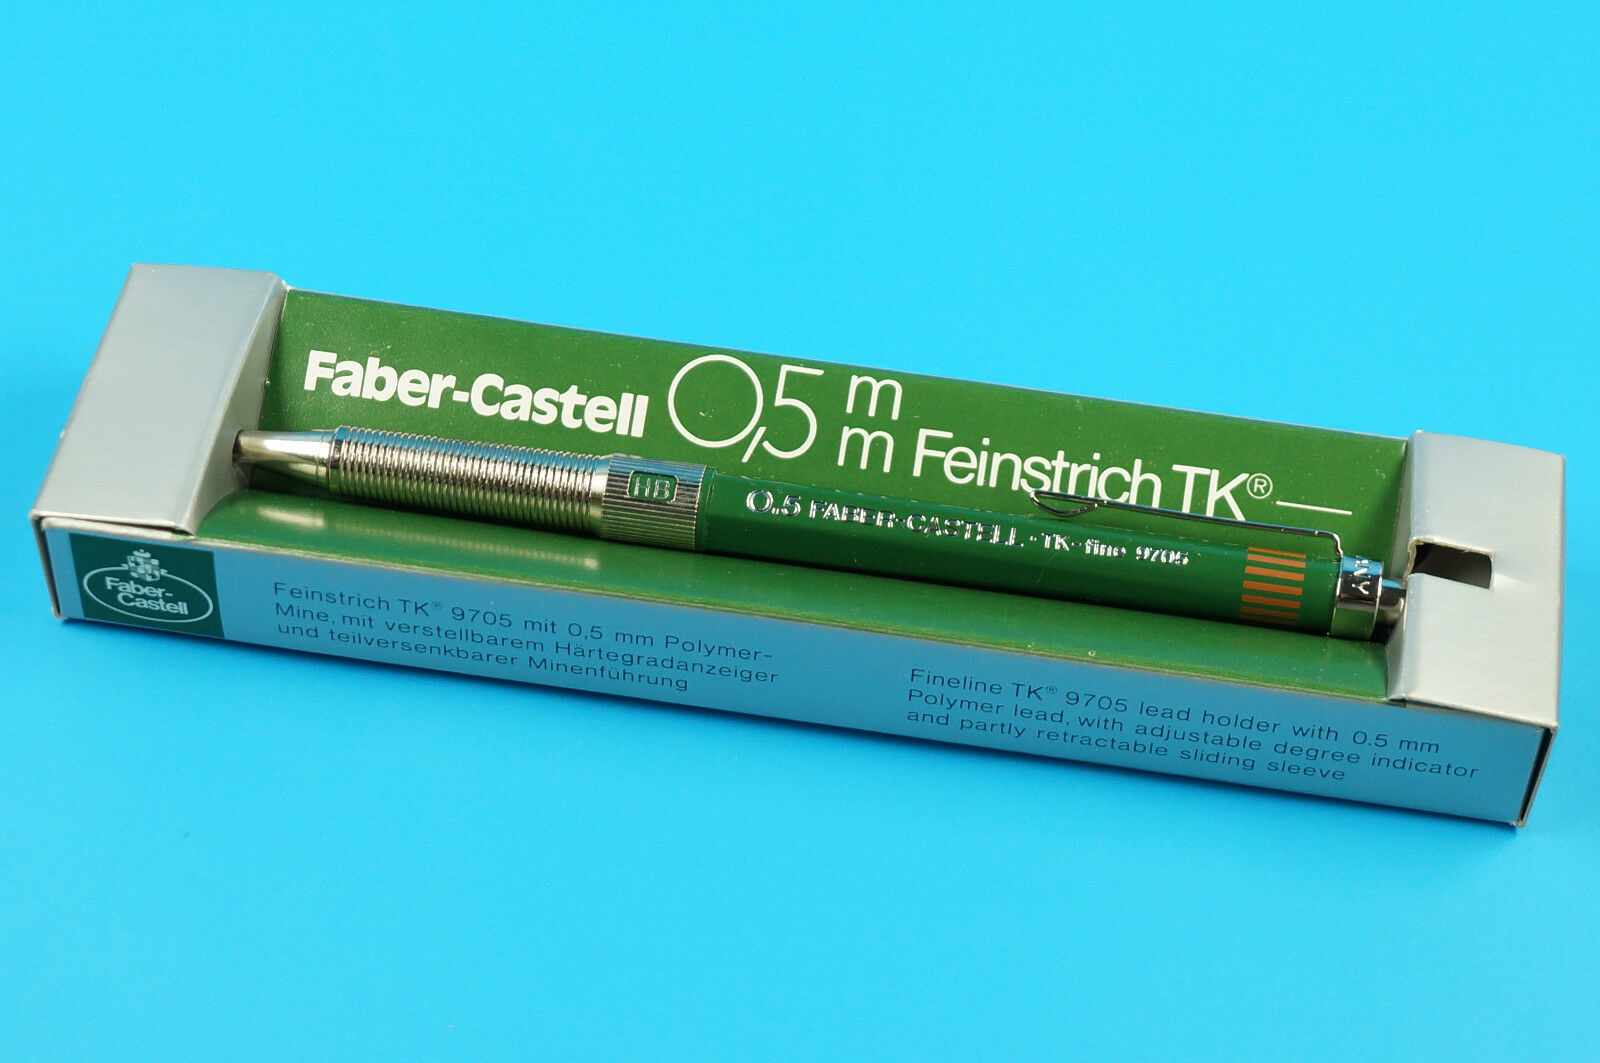 Faber-Castell 0,5 mm Feinstrich TK®
HB
0.5 FABER-CASTELL · TK-fine 9705
Faber-
Castell
Feinstrich TK® 9705 mit 0,5 mm Polymer-
Mine, mit verstellbarem Härtegradanzeiger
und teilversenkbarer Minenführung
Fineline TK® 9705 lead holder with 0.5 mm
Polymer lead, with adjustable degree indicator
and partly retractable sliding sleeve